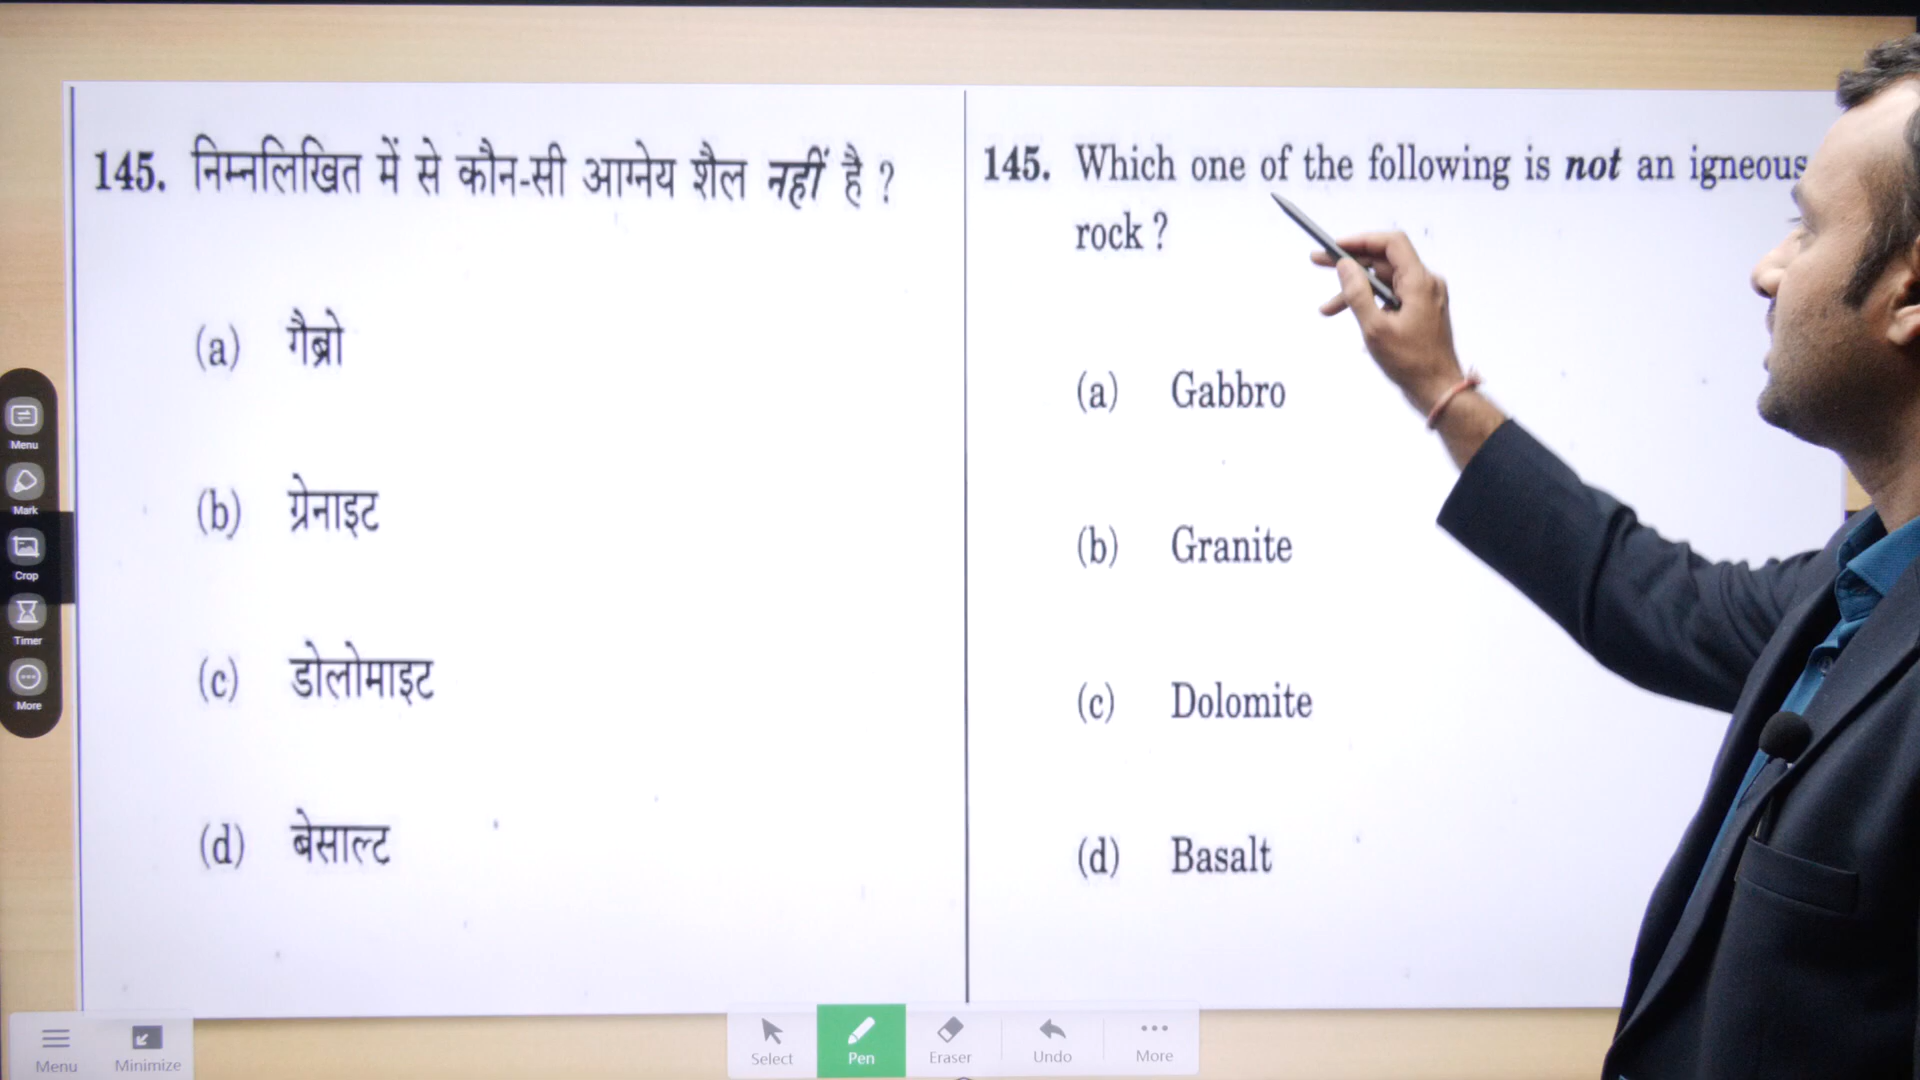 145. निम्नलिखित में से कौन-सी आग्नेय शैल नहीं है ?
(a) गैब्रो
(b) ग्रेनाइट
(c) डोलोमाइट
(d) बेसाल्ट
145. Which one of the following is not an igneous
rock ?
(a) Gabbro
(b) Granite
(c) Dolomite
(d) Basalt
Menu
Mark
Crop
Timer
More
Menu
Minimize
Select
Pen
Eraser
Undo
More